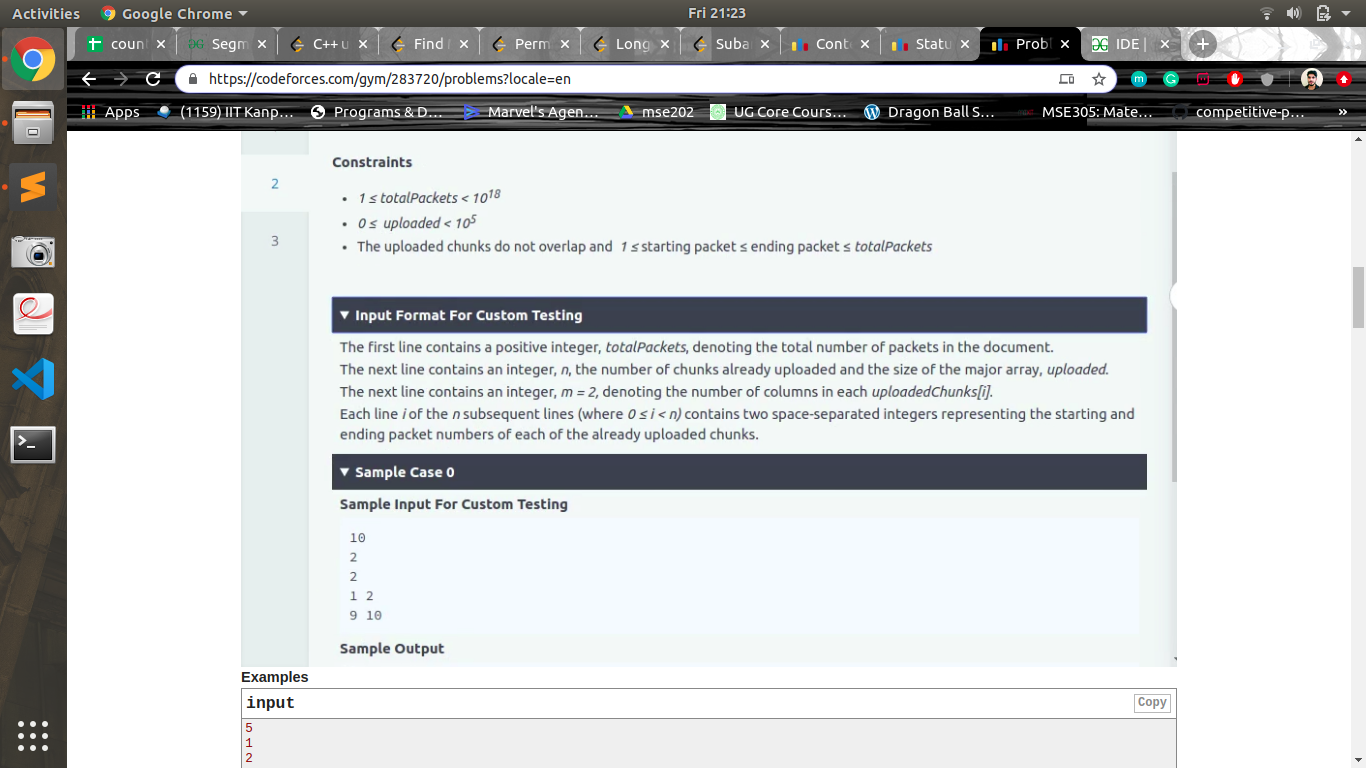 Activities Google Chrome Fri 21:23
coun Segm C++ u Find Perm Long Suba Cont Statu Probl IDE |
https://codeforces.com/gym/283720/problems?locale=en
Apps (1159) IIT Kanp... Programs & D... Marvel's Agen... mse202 UG Core Cours... Dragon Ball S... MSE305: Mate... competitive-p... »
Constraints
2
• 1 ≤ totalPackets < 10^18
• 0 ≤ uploaded < 10^5
3
• The uploaded chunks do not overlap and 1 ≤ starting packet ≤ ending packet ≤ totalPackets
▼ Input Format For Custom Testing
The first line contains a positive integer, totalPackets, denoting the total number of packets in the document.
The next line contains an integer, n, the number of chunks already uploaded and the size of the major array, uploaded.
The next line contains an integer, m = 2, denoting the number of columns in each uploadedChunks[i].
Each line i of the n subsequent lines (where 0 ≤ i < n) contains two space-separated integers representing the starting and
ending packet numbers of each of the already uploaded chunks.
▼ Sample Case 0
Sample Input For Custom Testing
10
2
2
1 2
9 10
Sample Output
Examples
input Copy
5
1
2